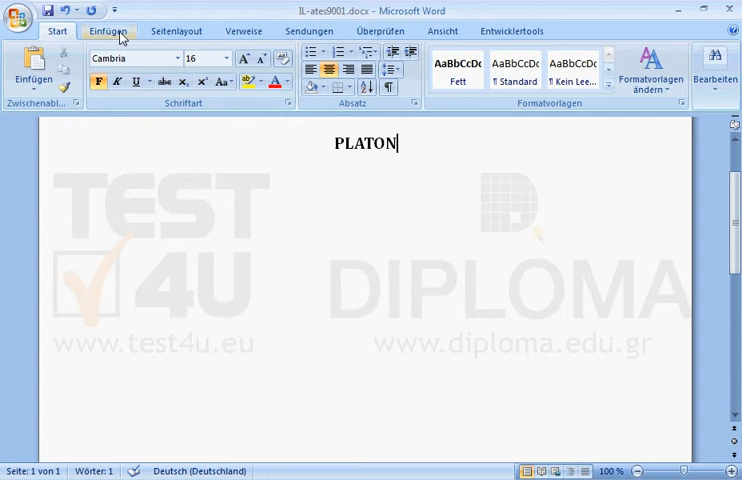 IL-ates9001.docx - Microsoft Word
Start Einfügen Seitenlayout Verweise Sendungen Überprüfen Ansicht Entwicklertools
Cambria 16
AaBbCcDc AaBbCcDc AaBbCcDc
Einfügen F K U abc x₂ x² Aa ab A
Fett ¶ Standard ¶ Kein Lee...
Formatvorlagen ändern
Bearbeiten
Zwischenabl... Schriftart Absatz Formatvorlagen
PLATON
TEST
4U
D
DIPLOMA
www.test4u.eu www.diploma.edu.gr
Seite: 1 von 1 Wörter: 1 Deutsch (Deutschland) 100 %